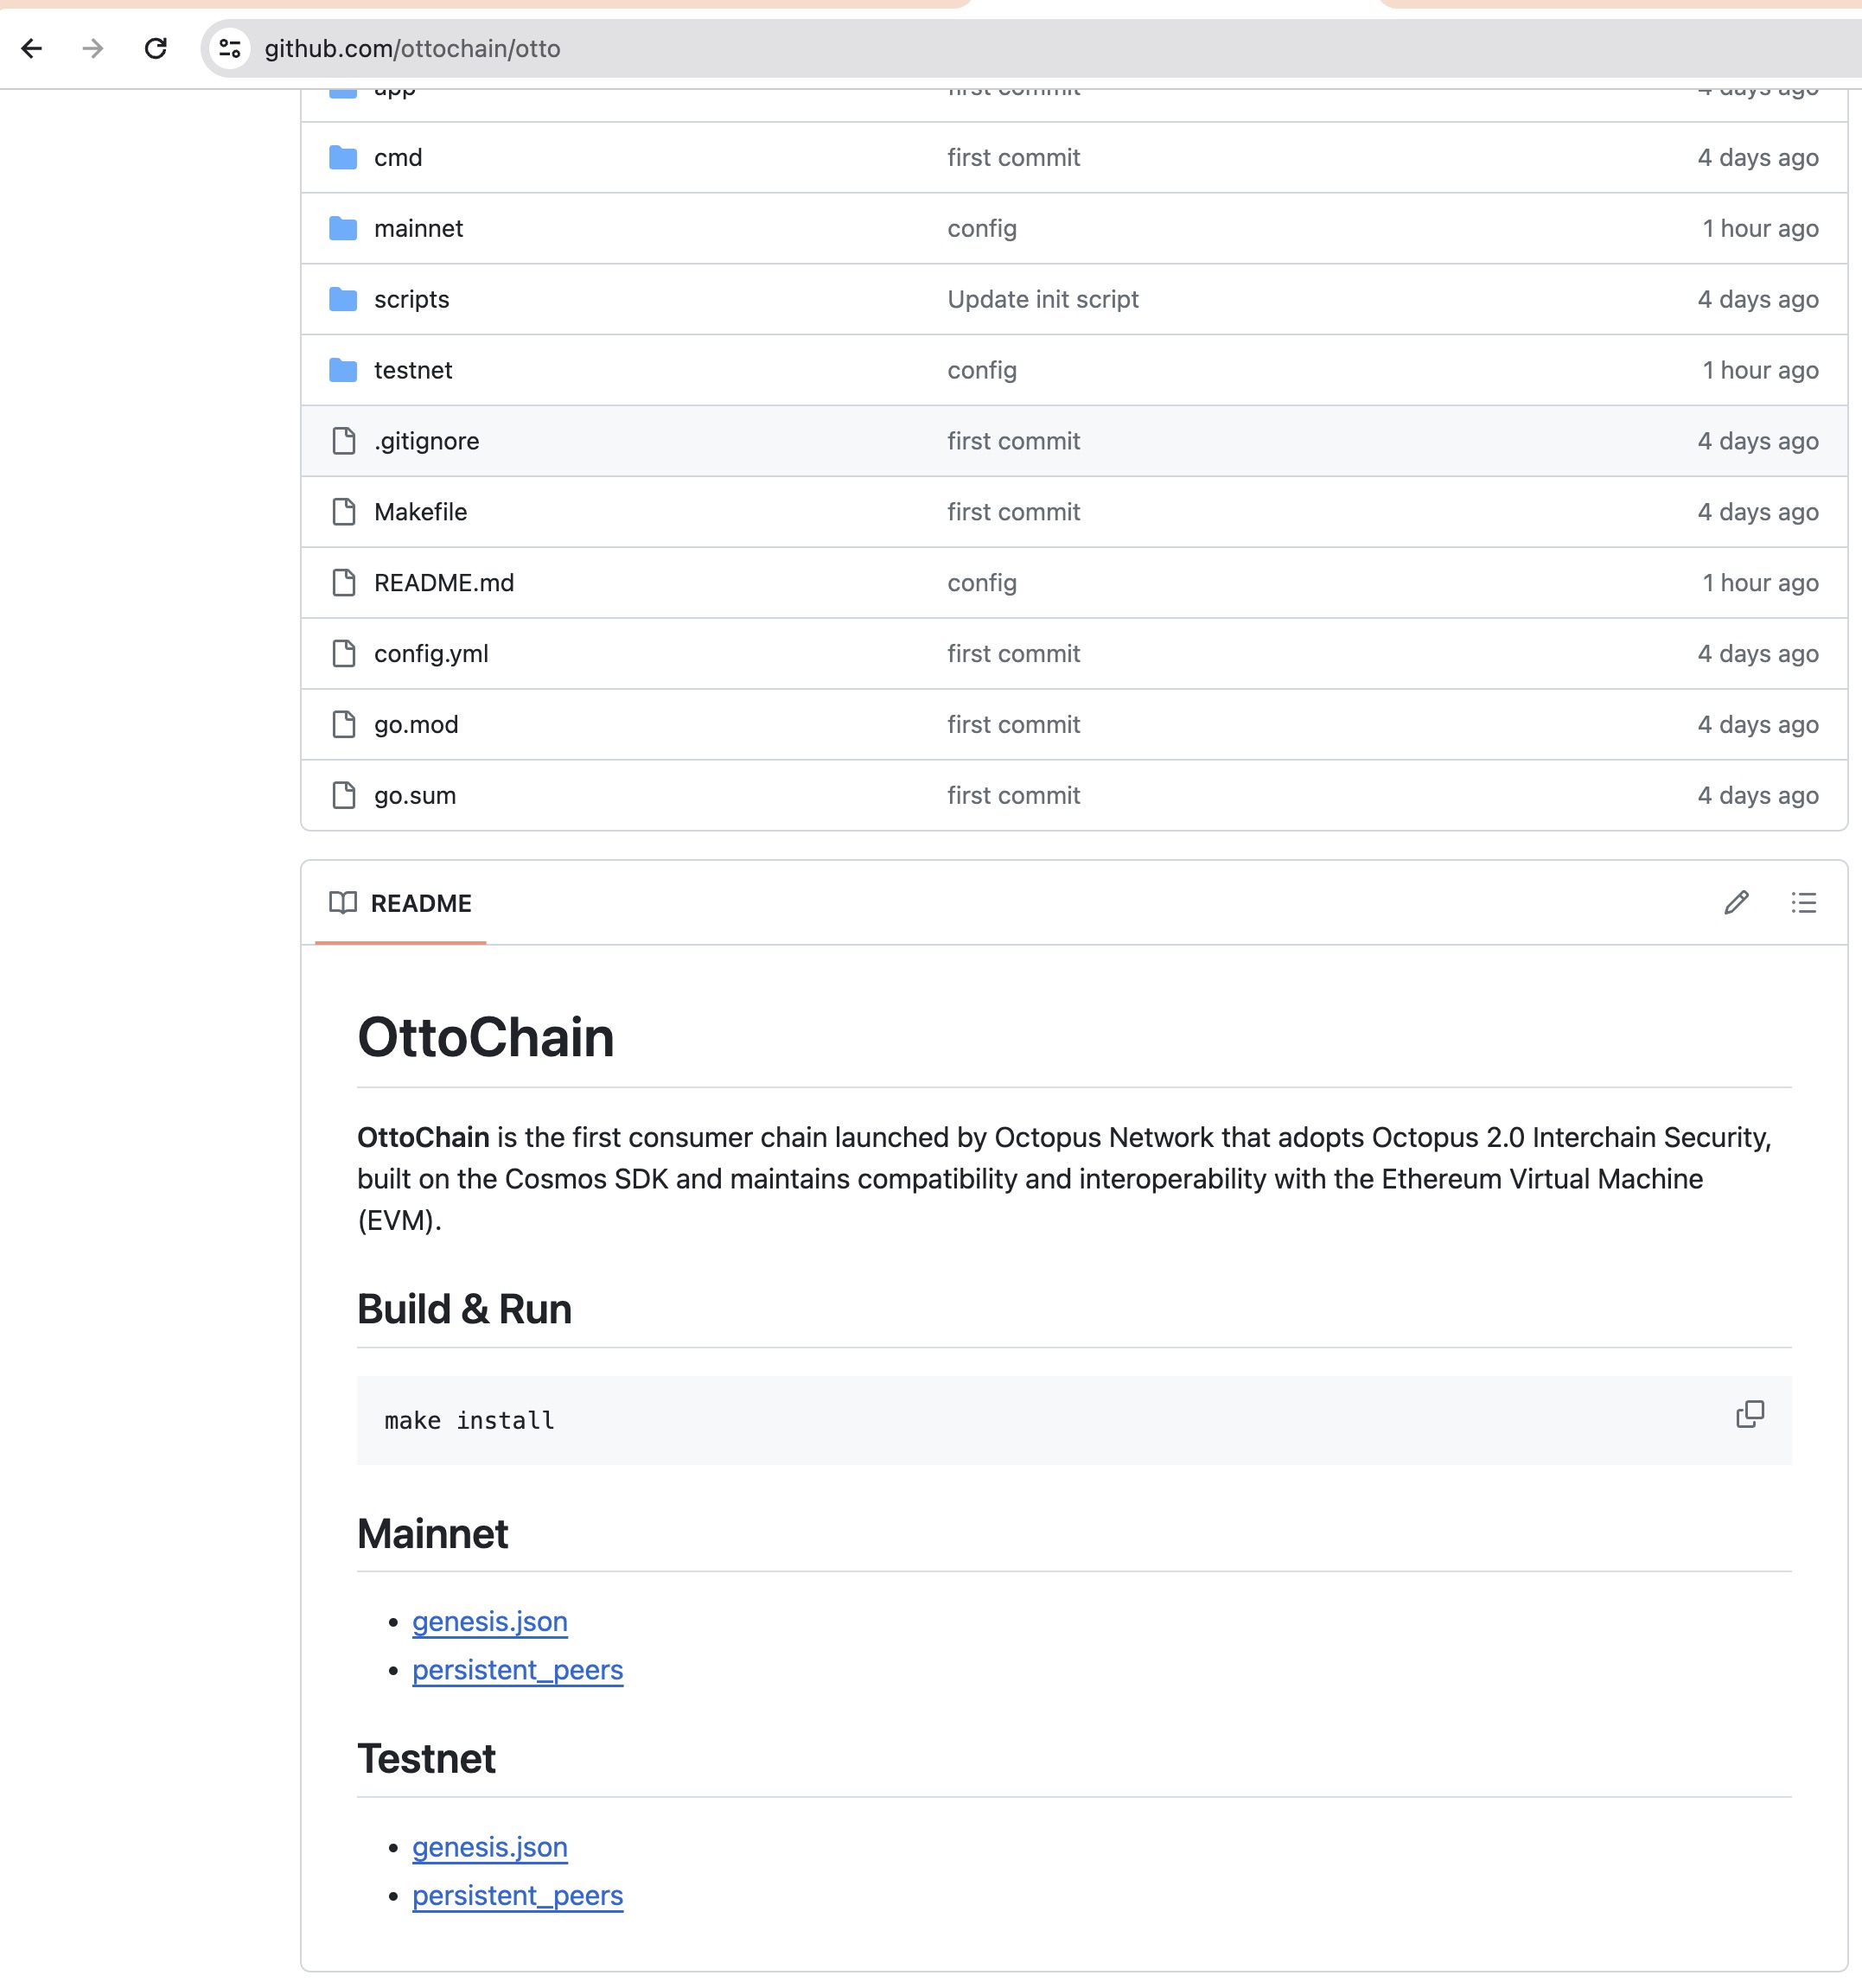 github.com/ottochain/otto
app first commit 4 days ago
cmd first commit 4 days ago
mainnet config 1 hour ago
scripts Update init script 4 days ago
testnet config 1 hour ago
.gitignore first commit 4 days ago
Makefile first commit 4 days ago
README.md config 1 hour ago
config.yml first commit 4 days ago
go.mod first commit 4 days ago
go.sum first commit 4 days ago
README
OttoChain
OttoChain is the first consumer chain launched by Octopus Network that adopts Octopus 2.0 Interchain Security,
built on the Cosmos SDK and maintains compatibility and interoperability with the Ethereum Virtual Machine
(EVM).
Build & Run
make install
Mainnet
• genesis.json
• persistent_peers
Testnet
• genesis.json
• persistent_peers